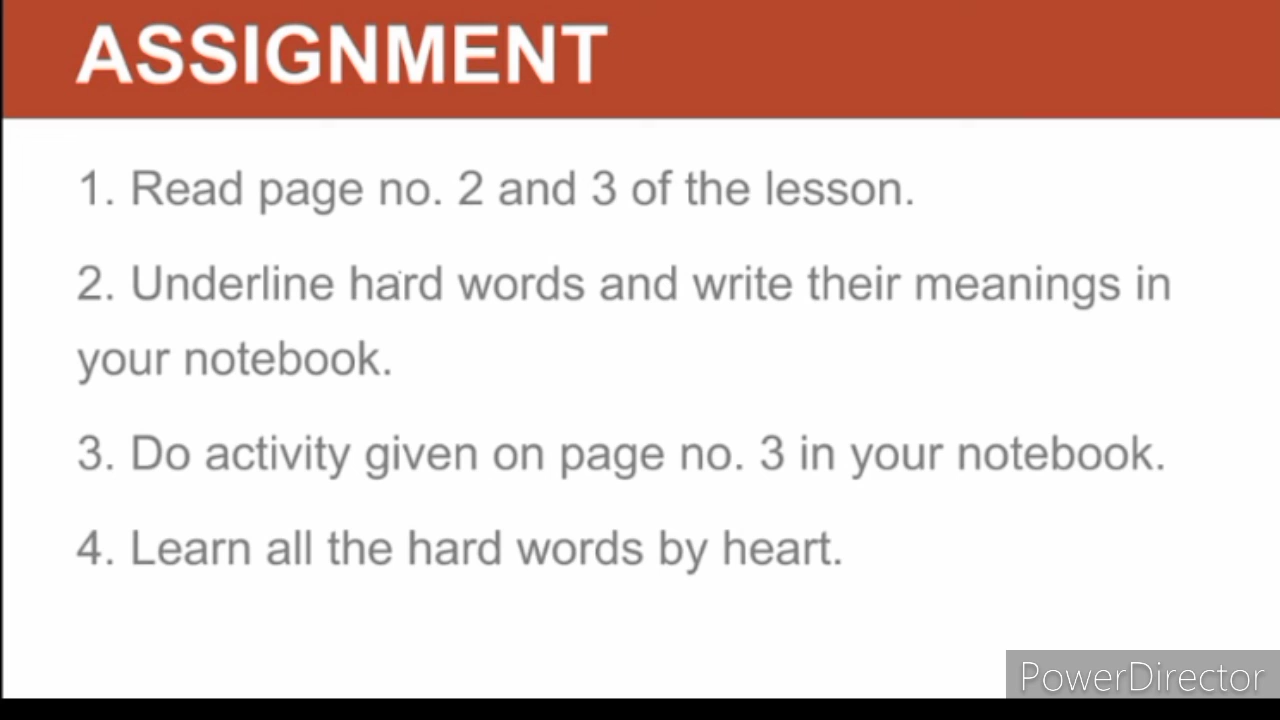 ASSIGNMENT
1. Read page no. 2 and 3 of the lesson.
2. Underline hard words and write their meanings in
your notebook.
3. Do activity given on page no. 3 in your notebook.
4. Learn all the hard words by heart.
PowerDirector